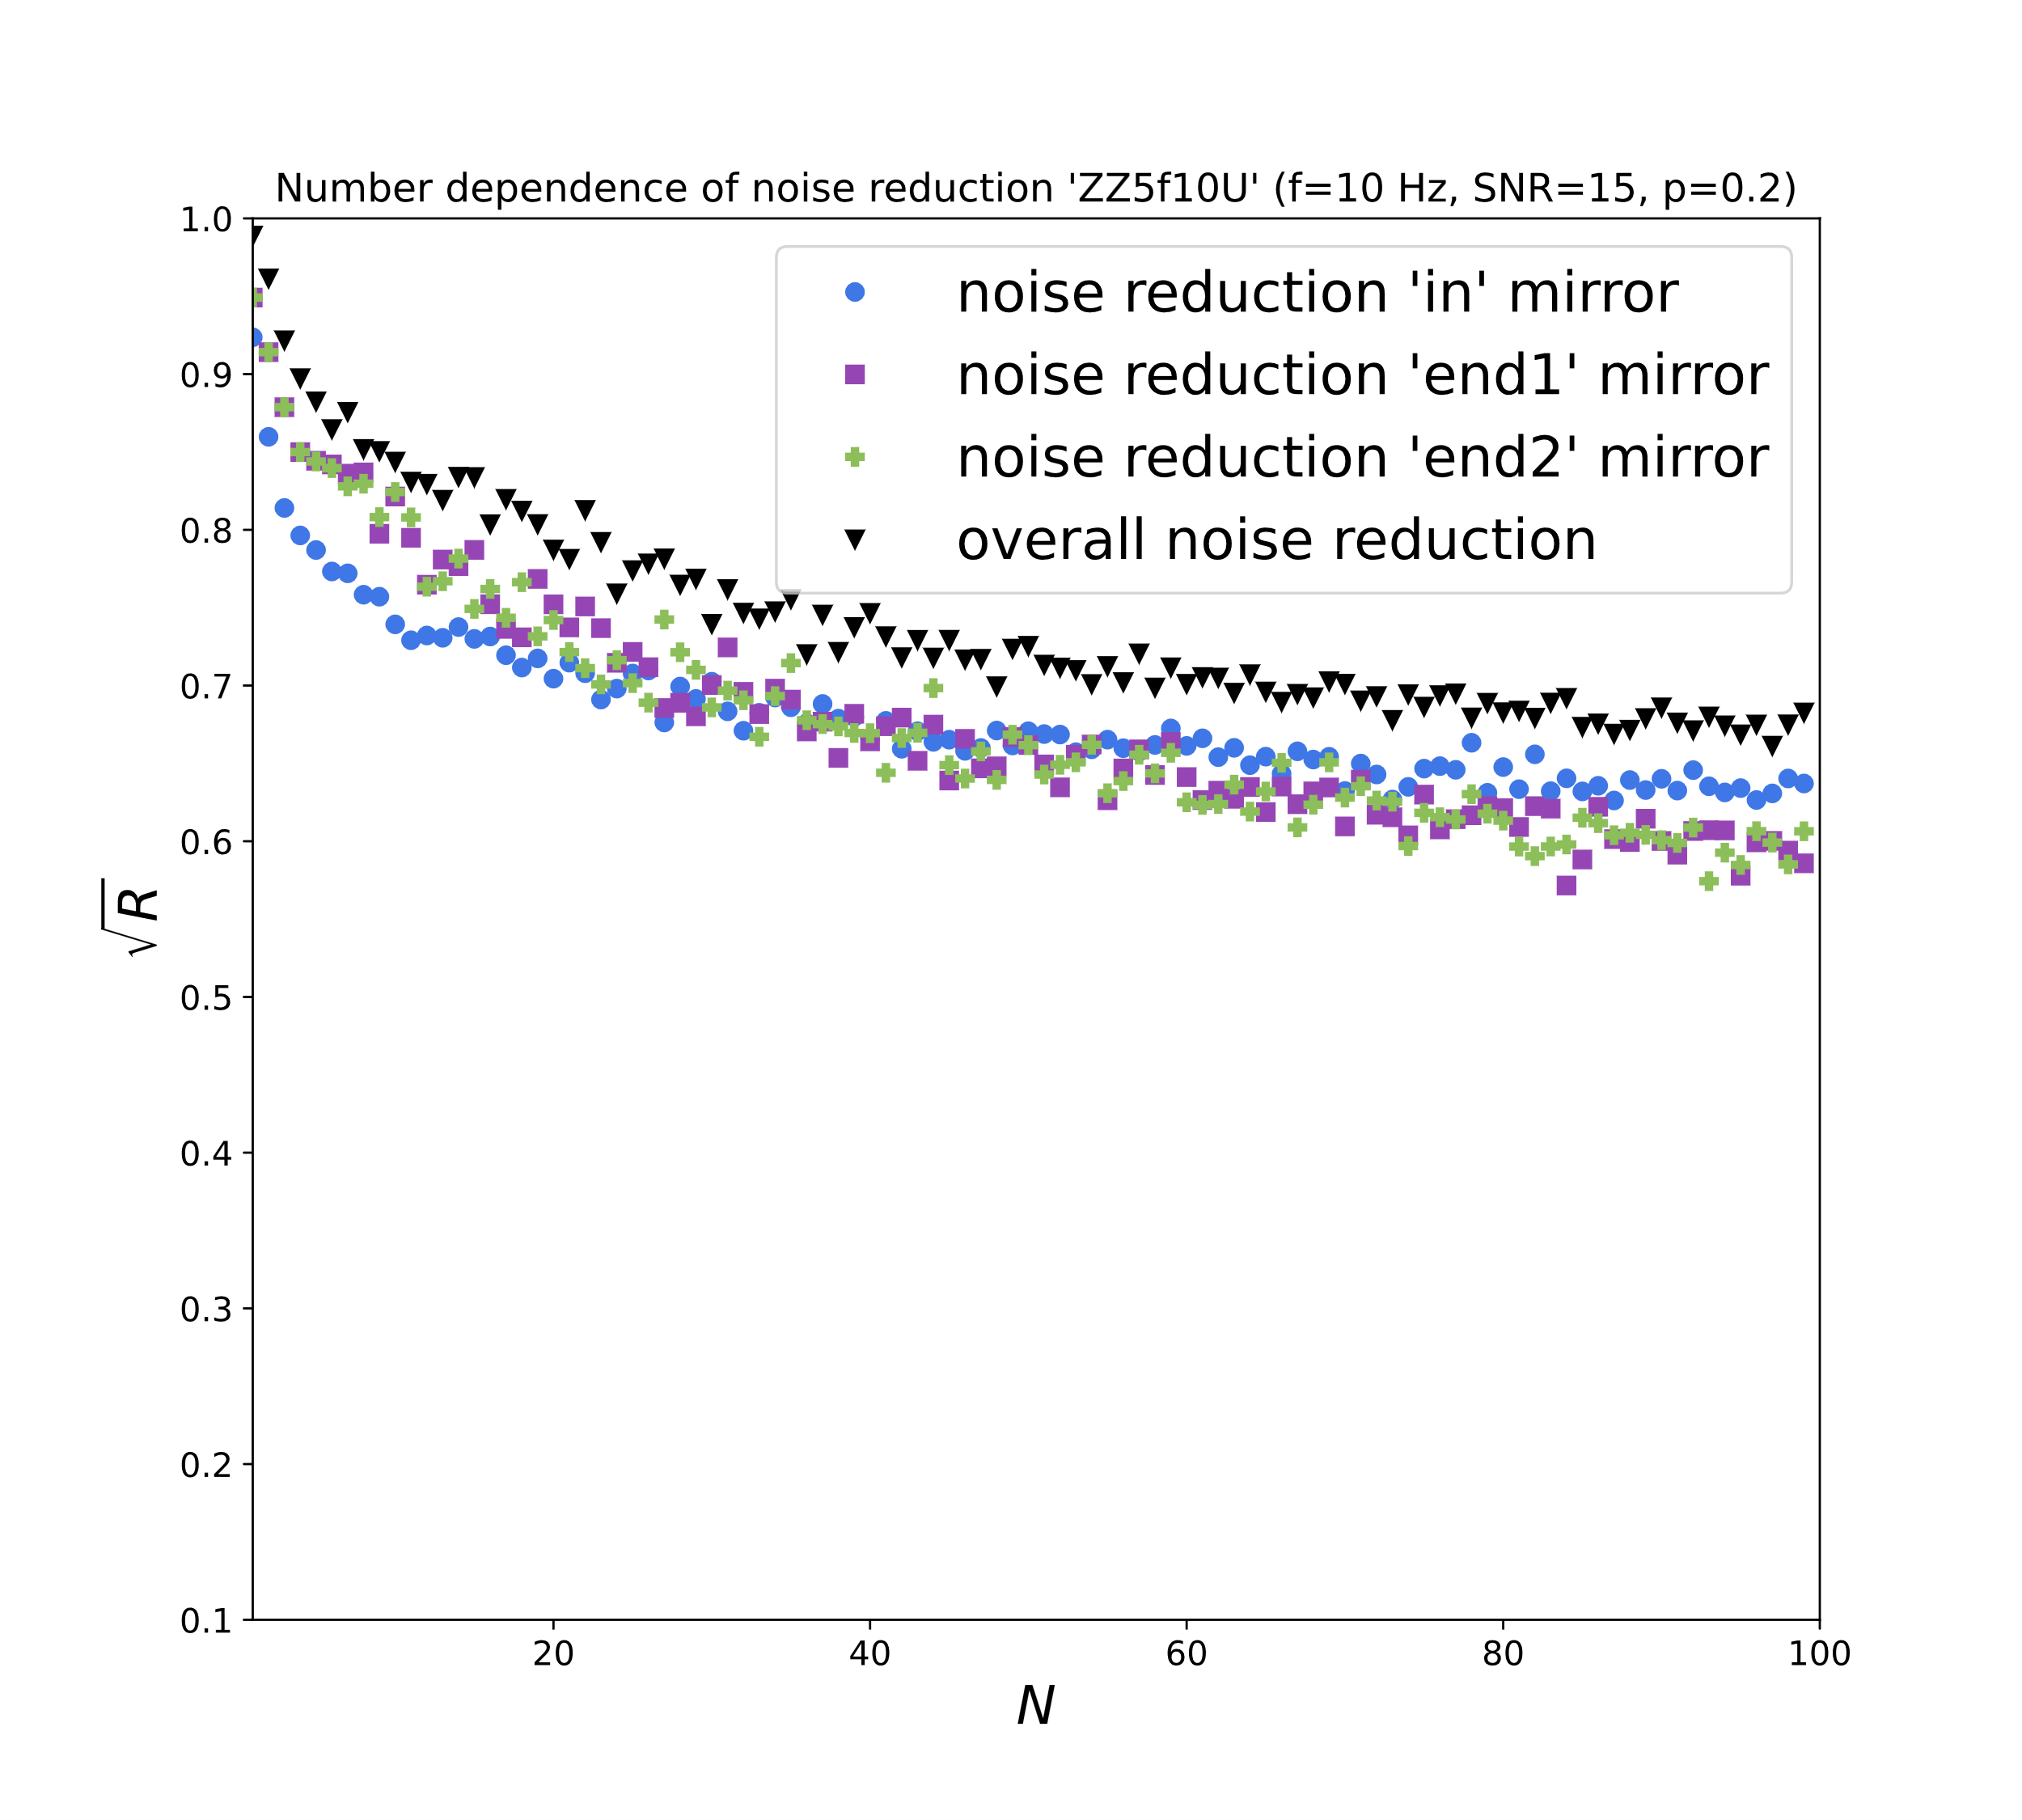 Number dependence of noise reduction 'ZZ5f10U' (f=10 Hz, SNR=15, p=0.2)
1.0
0.9
0.8
0.7
0.6
0.5
0.4
0.3
0.2
0.1
√R
noise reduction 'in' mirror
noise reduction 'end1' mirror
noise reduction 'end2' mirror
overall noise reduction
20 40 60 80 100
N